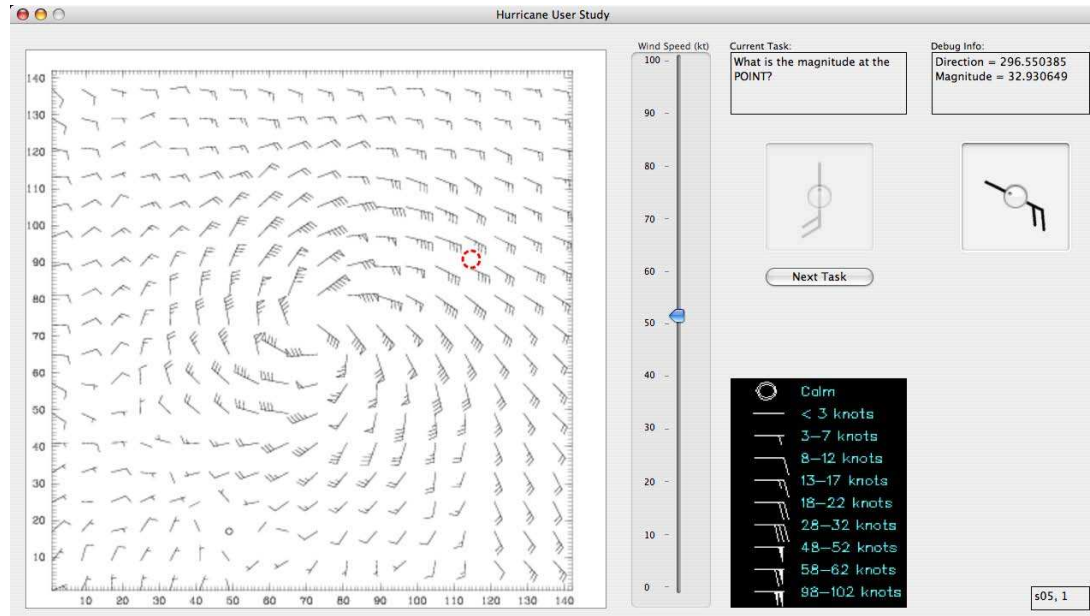 Hurricane User Study
Wind Speed (kt)
Current Task:
Debug Info:
What is the magnitude at the
POINT?
Direction = 296.550385
Magnitude = 32.930649
140
130
120
110
100
90
80
70
60
50
40
30
20
10
10 20 30 40 50 60 70 80 90 100 110 120 130 140
100
90
80
70
60
50
40
30
20
10
0
Next Task
Calm
< 3 knots
3–7 knots
8–12 knots
13–17 knots
18–22 knots
28–32 knots
48–52 knots
58–62 knots
98–102 knots
s05, 1